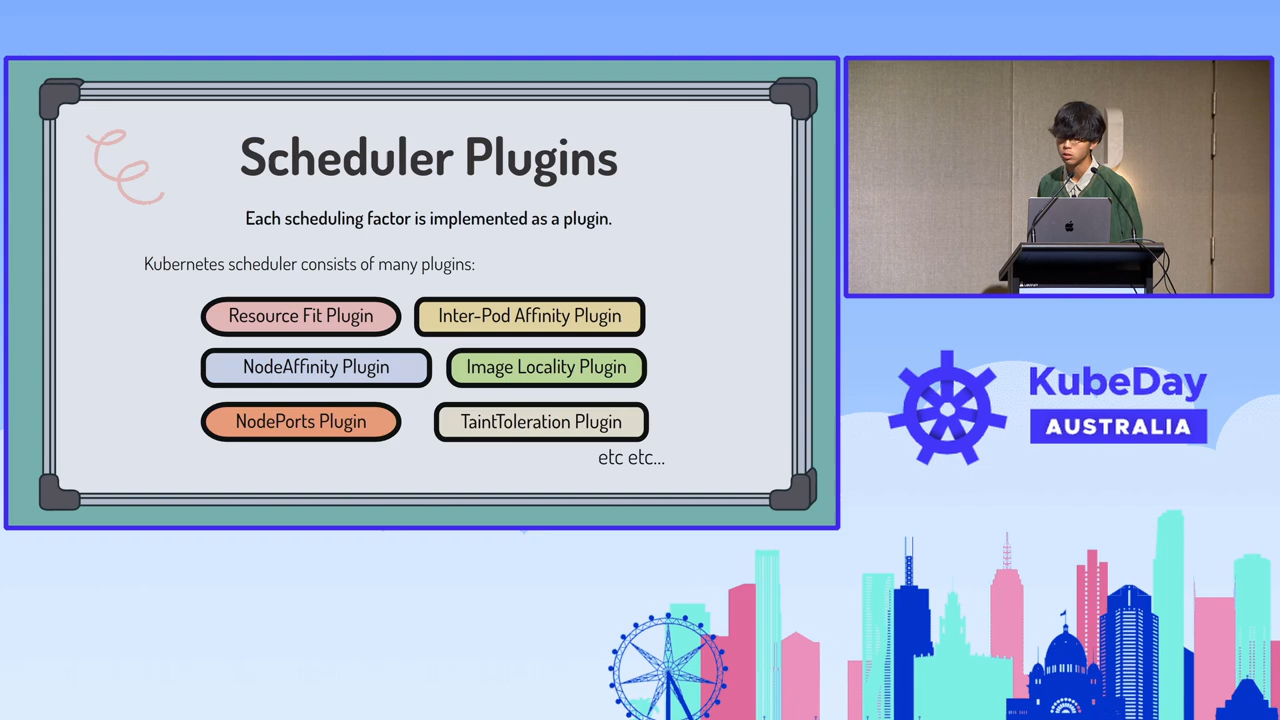 Scheduler Plugins
Each scheduling factor is implemented as a plugin.
Kubernetes scheduler consists of many plugins:
Resource Fit Plugin
Inter-Pod Affinity Plugin
NodeAffinity Plugin
Image Locality Plugin
NodePorts Plugin
TaintToleration Plugin
etc etc...
KubeDay
AUSTRALIA